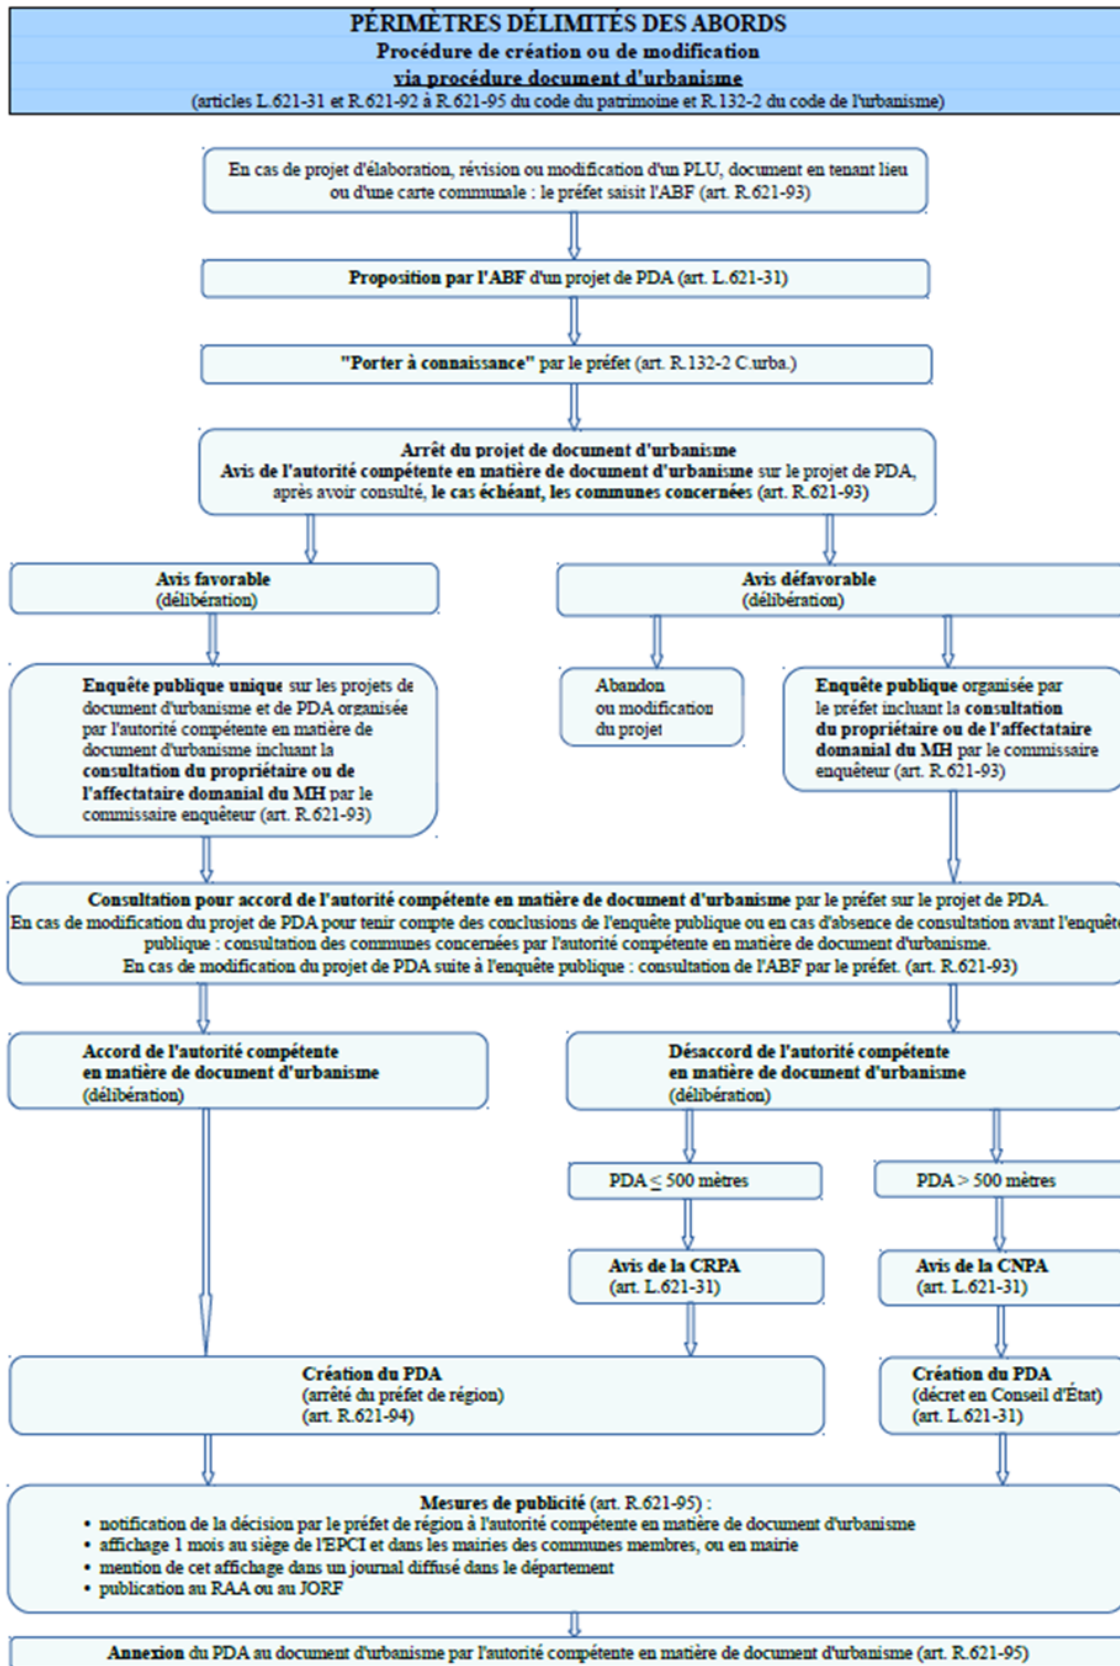 PÉRIMÈTRES DÉLIMITÉS DES ABORDS
Procédure de création ou de modification
via procédure document d'urbanisme
(articles L.621-31 et R.621-92 à R.621-95 du code du patrimoine et R.132-2 du code de l'urbanisme)
En cas de projet d'élaboration, révision ou modification d'un PLU, document en tenant lieu
ou d'une carte communale : le préfet saisit l'ABF (art. R.621-93)
Proposition par l'ABF d'un projet de PDA (art. L.621-31)
"Porter à connaissance" par le préfet (art. R.132-2 C.urba.)
Arrêt du projet de document d'urbanisme
Avis de l'autorité compétente en matière de document d'urbanisme sur le projet de PDA,
après avoir consulté, le cas échéant, les communes concernées (art. R.621-93)
Avis favorable
(délibération)
Avis défavorable
(délibération)
Enquête publique unique sur les projets de
document d'urbanisme et de PDA organisée
par l'autorité compétente en matière de
document d'urbanisme incluant la
consultation du propriétaire ou de
l'affectataire domanial du MH par le
commissaire enquêteur (art. R.621-93)
Abandon
ou modification
du projet
Enquête publique organisée par
le préfet incluant la consultation
du propriétaire ou de l'affectataire
domanial du MH par le commissaire
enquêteur (art. R.621-93)
Consultation pour accord de l'autorité compétente en matière de document d'urbanisme par le préfet sur le projet de PDA.
En cas de modification du projet de PDA pour tenir compte des conclusions de l'enquête publique ou en cas d'absence de consultation avant l'enquête
publique : consultation des communes concernées par l'autorité compétente en matière de document d'urbanisme.
En cas de modification du projet de PDA suite à l'enquête publique : consultation de l'ABF par le préfet. (art. R.621-93)
Accord de l'autorité compétente
en matière de document d'urbanisme
(délibération)
Désaccord de l'autorité compétente
en matière de document d'urbanisme
(délibération)
PDA ≤ 500 mètres
PDA > 500 mètres
Avis de la CRPA
(art. L.621-31)
Avis de la CNPA
(art. L.621-31)
Création du PDA
(arrêté du préfet de région)
(art. R.621-94)
Création du PDA
(décret en Conseil d'État)
(art. L.621-31)
Mesures de publicité (art. R.621-95) :
• notification de la décision par le préfet de région à l'autorité compétente en matière de document d'urbanisme
• affichage 1 mois au siège de l'EPCI et dans les mairies des communes membres, ou en mairie
• mention de cet affichage dans un journal diffusé dans le département
• publication au RAA ou au JORF
Annexion du PDA au document d'urbanisme par l'autorité compétente en matière de document d'urbanisme (art. R.621-95)